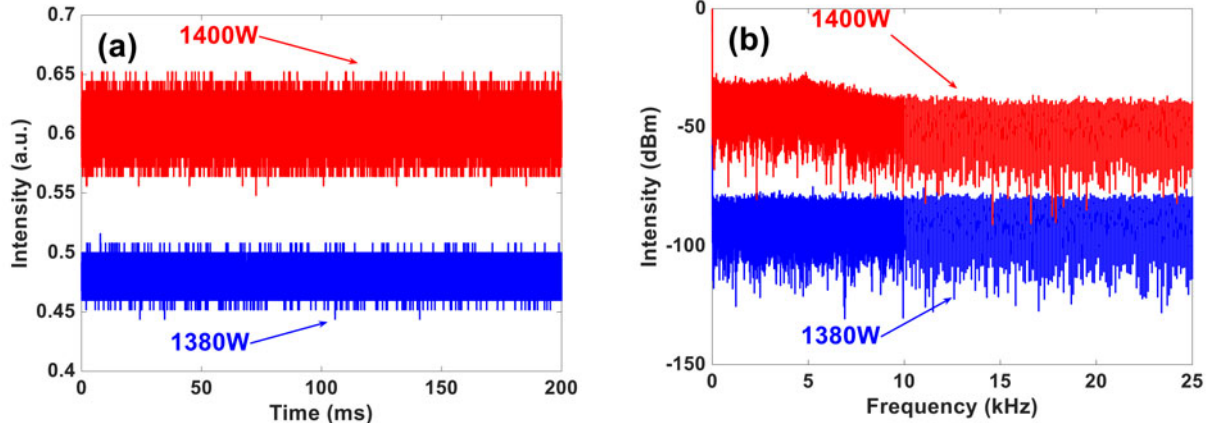 (a)
1400W
1380W
0.7
0.65
0.6
0.55
0.5
0.45
0.4
Intensity (a.u.)
0
50
100
150
200
Time (ms)
(b)
1400W
1380W
0
-50
-100
-150
Intensity (dBm)
0
5
10
15
20
25
Frequency (kHz)